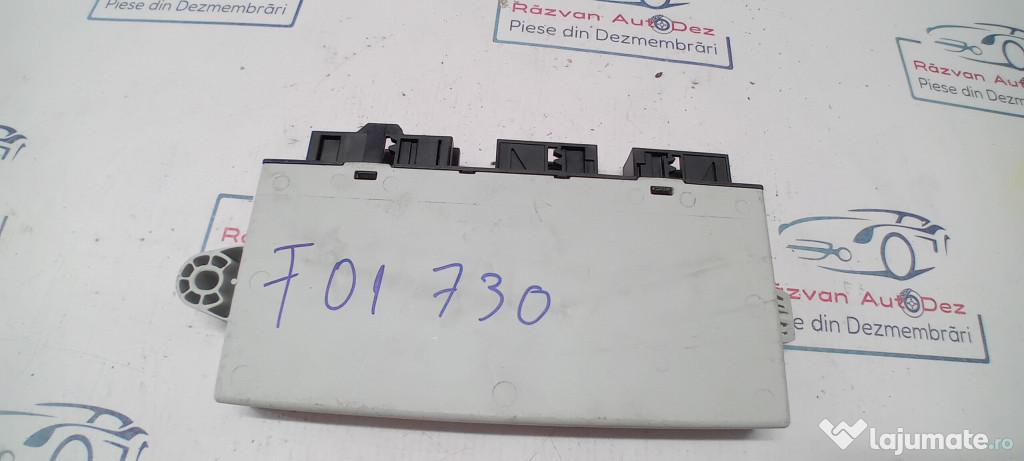 Piese din Dezmembrări
Răzvan AutoDez
Piese din Dezmembrări
Răzvan
Piese din Dezm
F01 730
zvan AutoDez
e din Dezmembrări
lajumate.ro